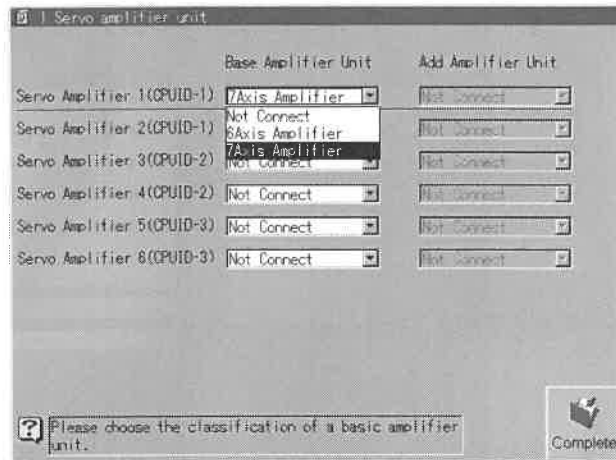 1 Servo amplifier unit
Base Amplifier Unit Add Amplifier Unit
Servo Amplifier 1(CPUID-1) 7Axis Amplifier Not Connect
Not Connect
6Axis Amplifier
7Axis Amplifier
Servo Amplifier 2(CPUID-1) Not Connect
Servo Amplifier 3(CPUID-2) Not Connect Not Connect
Servo Amplifier 4(CPUID-2) Not Connect Not Connect
Servo Amplifier 5(CPUID-3) Not Connect Not Connect
Servo Amplifier 6(CPUID-3) Not Connect Not Connect
Please choose the classification of a basic amplifier
unit.
Complete